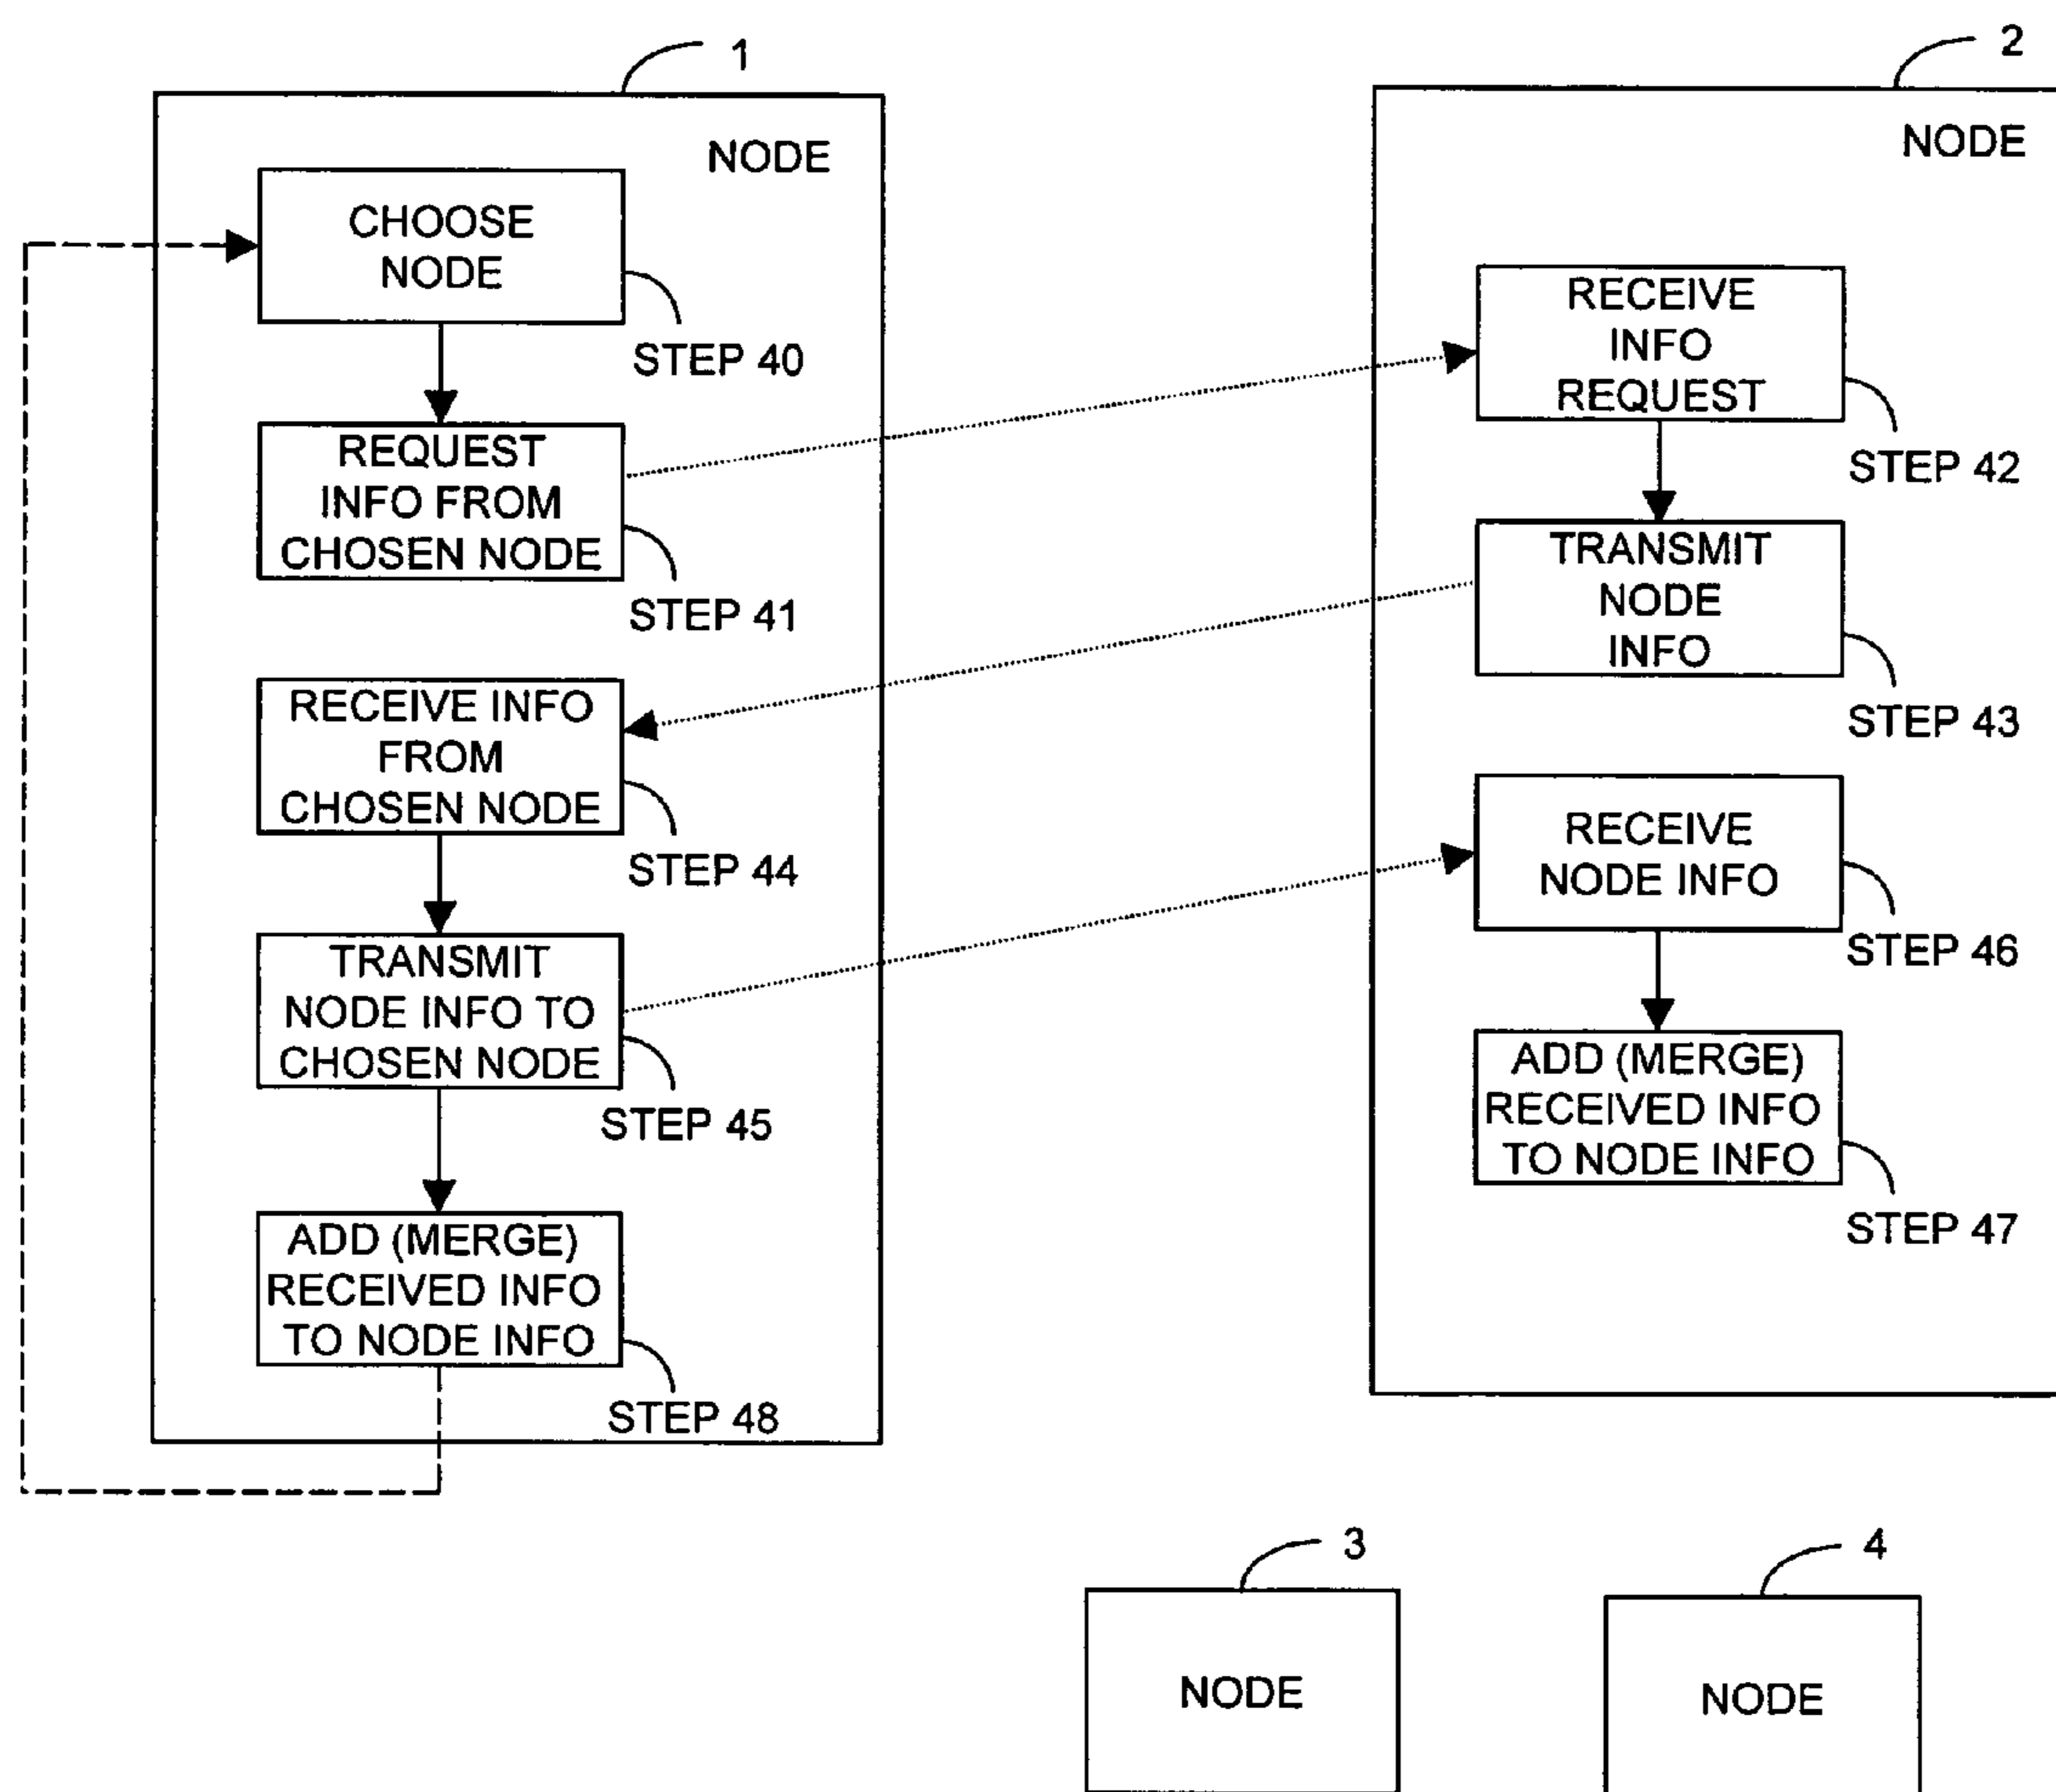 1
NODE
CHOOSE
NODE
STEP 40
REQUEST
INFO FROM
CHOSEN NODE
STEP 41
RECEIVE INFO
FROM
CHOSEN NODE
STEP 44
TRANSMIT
NODE INFO TO
CHOSEN NODE
STEP 45
ADD (MERGE)
RECEIVED INFO
TO NODE INFO
STEP 48
2
NODE
RECEIVE
INFO
REQUEST
STEP 42
TRANSMIT
NODE
INFO
STEP 43
RECEIVE
NODE INFO
STEP 46
ADD (MERGE)
RECEIVED INFO
TO NODE INFO
STEP 47
3
NODE
4
NODE